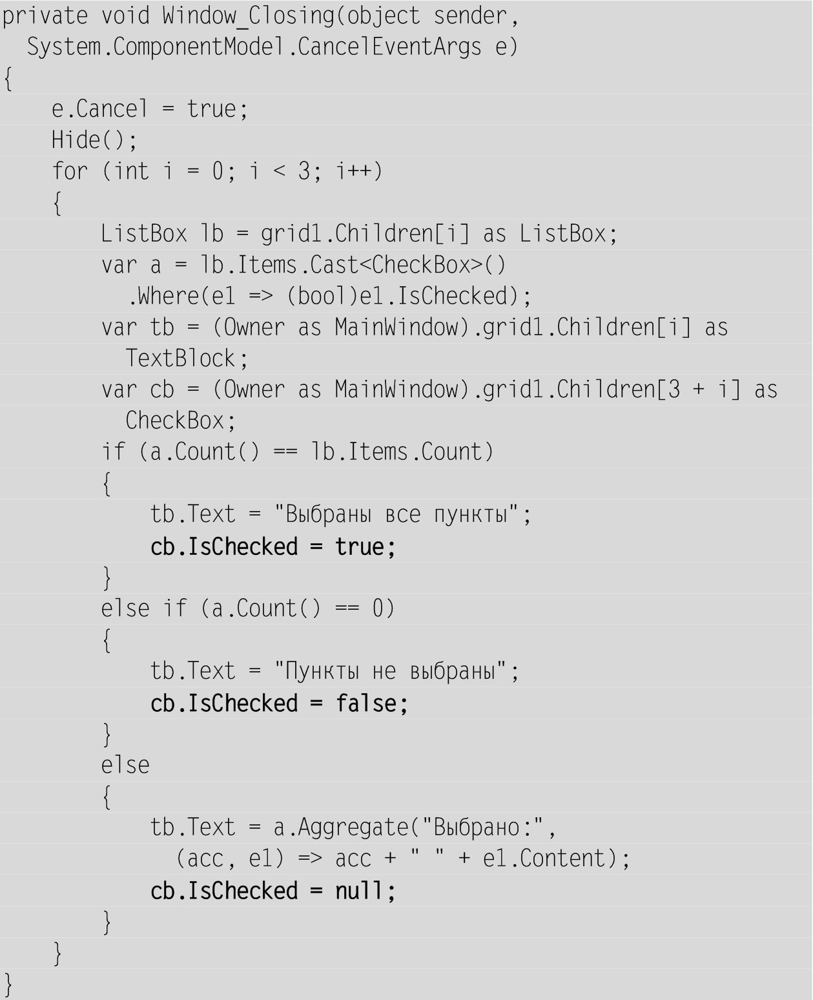 private void Window_Closing(object sender,
  System.ComponentModel.CancelEventArgs e)
{
    e.Cancel = true;
    Hide();
    for (int i = 0; i < 3; i++)
    {
        ListBox lb = grid1.Children[i] as ListBox;
        var a = lb.Items.Cast<CheckBox>()
          .Where(e1 => (bool)e1.IsChecked);
        var tb = (Owner as MainWindow).grid1.Children[i] as
          TextBlock;
        var cb = (Owner as MainWindow).grid1.Children[3 + i] as
          CheckBox;
        if (a.Count() == lb.Items.Count)
        {
            tb.Text = "Выбраны все пункты";
            cb.IsChecked = true;
        }
        else if (a.Count() == 0)
        {
            tb.Text = "Пункты не выбраны";
            cb.IsChecked = false;
        }
        else
        {
            tb.Text = a.Aggregate("Выбрано:",
              (acc, e1) => acc + " " + e1.Content);
            cb.IsChecked = null;
        }
    }
}